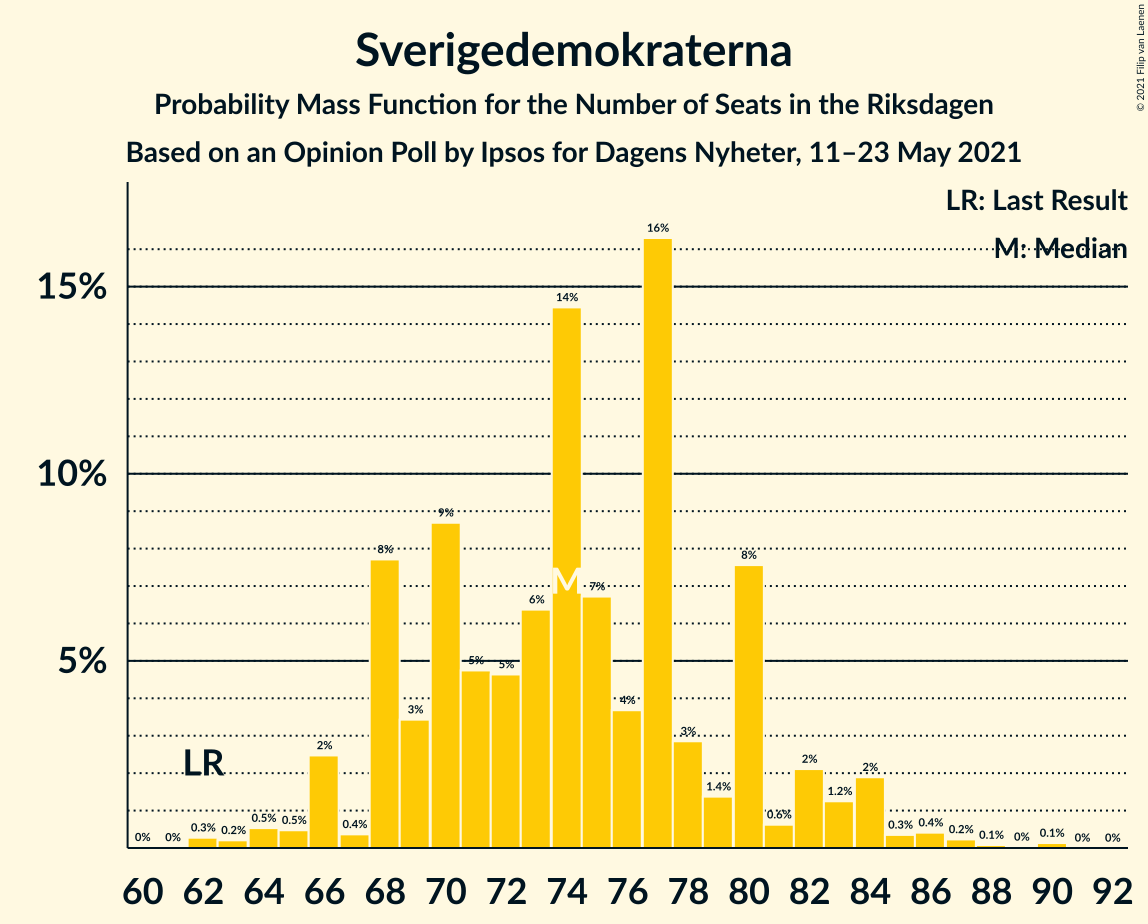 Sverigedemokraterna
Probability Mass Function for the Number of Seats in the Riksdagen
Based on an Opinion Poll by Ipsos for Dagens Nyheter, 11–23 May 2021
© 2021 Filip van Laenen
LR: Last Result
M: Median
15%
10%
5%
0% 0% 0.3% 0.2% 0.5% 0.5% 2% 0.4% 8% 3% 9% 5% 5% 6% 14% 7% 4% 16% 3% 1.4% 8% 0.6% 2% 1.2% 2% 0.3% 0.4% 0.2% 0.1% 0% 0.1% 0% 0%
LR
M
60 62 64 66 68 70 72 74 76 78 80 82 84 86 88 90 92